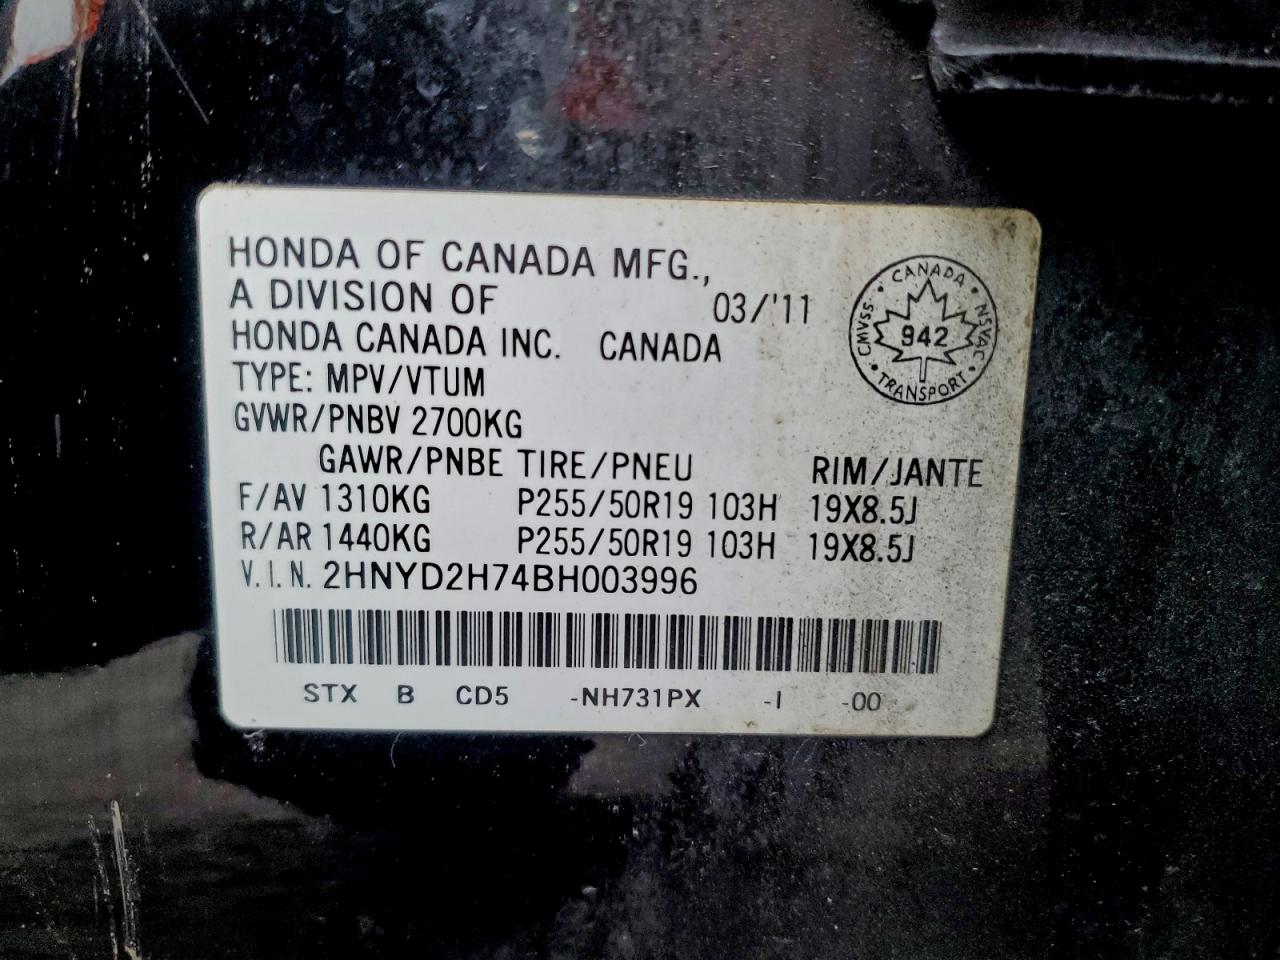 HONDA OF CANADA MFG.,
A DIVISION OF 03/'11
HONDA CANADA INC. CANADA
TYPE: MPV/VTUM
GVWR/PNBV 2700KG
GAWR/PNBE TIRE/PNEU RIM/JANTE
F/AV 1310KG P255/50R19 103H 19X8.5J
R/AR 1440KG P255/50R19 103H 19X8.5J
V.I.N. 2HNYD2H74BH003996
STX B CD5 -NH731PX -I -00
CANADA
CMVSS 942 NSVAC
TRANSPORT